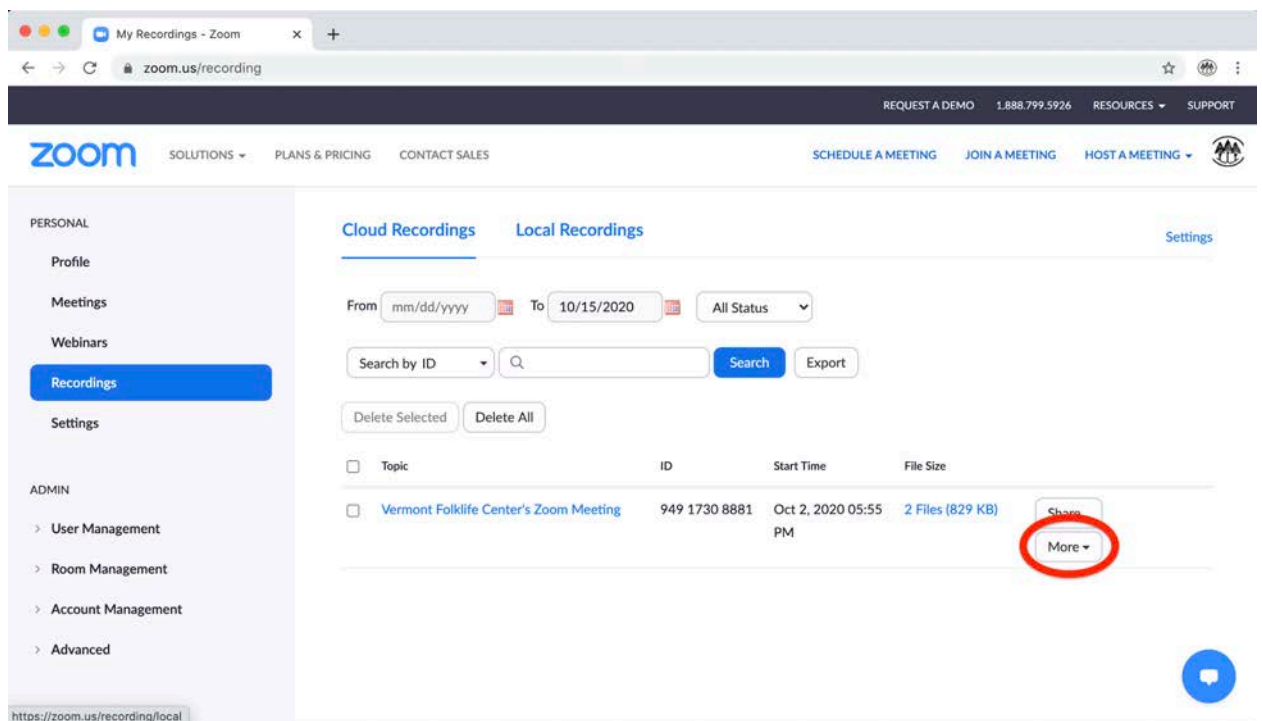 My Recordings - Zoom
zoom.us/recording
REQUEST A DEMO 1.888.799.5926 RESOURCES SUPPORT
zoom SOLUTIONS PLANS & PRICING CONTACT SALES SCHEDULE A MEETING JOIN A MEETING HOST A MEETING
PERSONAL
Profile
Meetings
Webinars
Recordings
Settings
ADMIN
User Management
Room Management
Account Management
Advanced
Cloud Recordings Local Recordings Settings
From mm/dd/yyyy To 10/15/2020 All Status
Search by ID Search Export
Delete Selected Delete All
Topic ID Start Time File Size
Vermont Folklife Center's Zoom Meeting 949 1730 8881 Oct 2, 2020 05:55 2 Files (829 KB) Share
PM More
https://zoom.us/recording/local